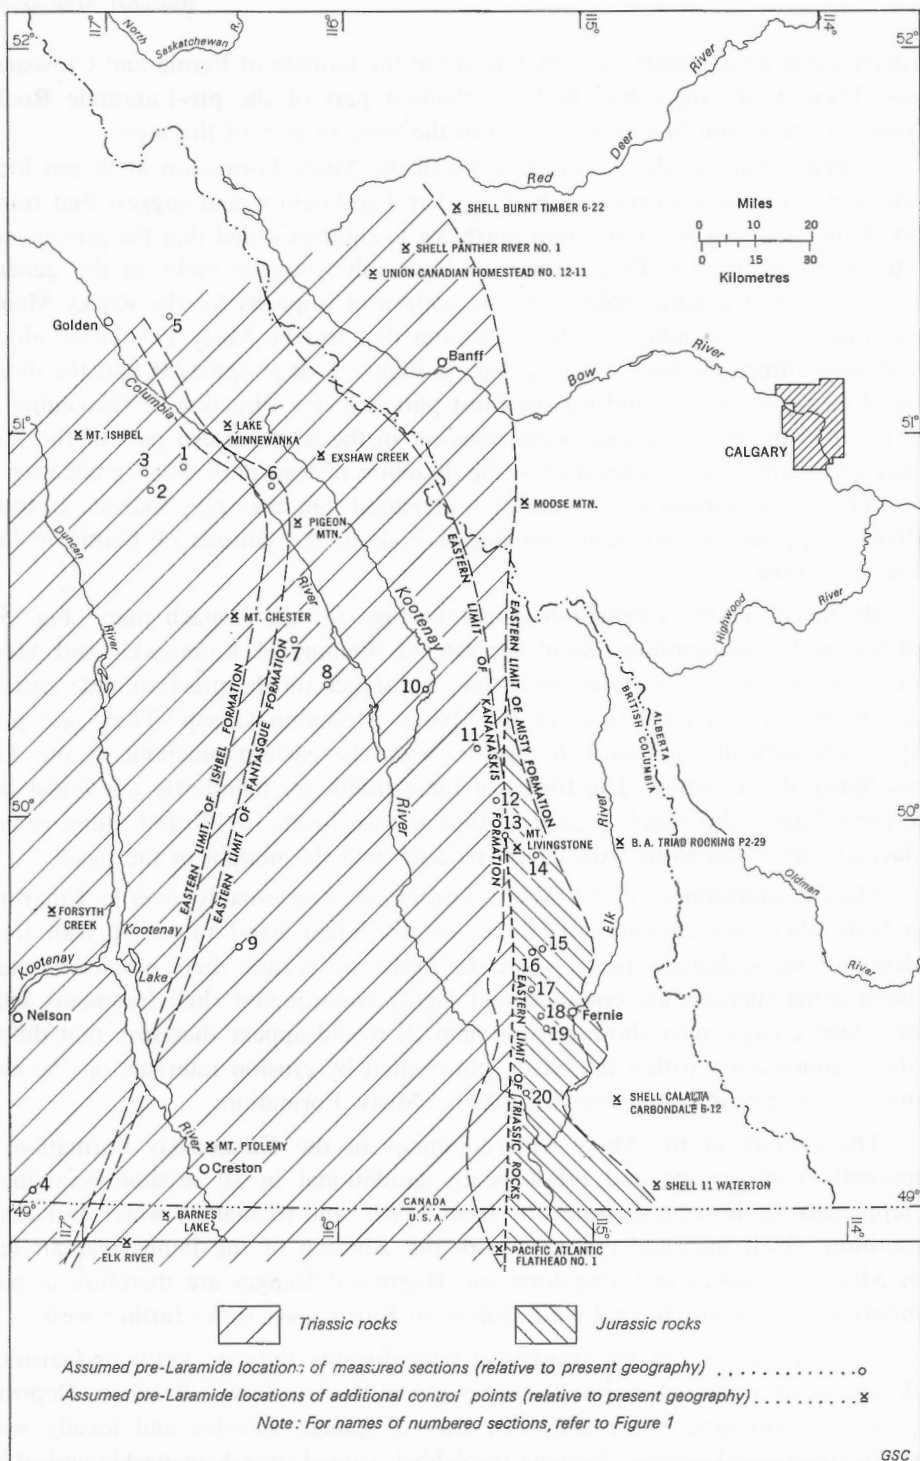 117°
116°
115°
52°
52°
North
Saskatchewan
R.
Red
Deer
River
SHELL BURNT TIMBER 6-22
SHELL PANTHER RIVER NO. 1
UNION CANADIAN HOMESTEAD NO. 12-11
Miles
10 0 10 20
10 0 10 20 30
Kilometres
Golden
5
Banff
Bow
River
Columbia
51°
51°
MT. ISHBEL
LAKE
MINNEWANKA
EXSHAW CREEK
CALGARY
3
1
2
6
PIGEON
MTN.
MOOSE MTN.
Duncan
River
River
Kootenay
EASTERN
LIMIT
OF
KANANASKIS
FORMATION
EASTERN LIMIT OF MISTY FORMATION
Highwood
River
MT. CHESTER
7
8
10
11
EASTERN LIMIT OF ISHBEL FORMATION
EASTERN LIMIT OF FANTASQUE FORMATION
ALBERTA
BRITISH COLUMBIA
50°
50°
River
12
13
MT.
LIVINGSTONE
14
River
Elk
B.A. TRIAD ROCKING P2-29
Oldman
River
FORSYTH
CREEK
Kootenay
Lake
9
15
16
17
18
19
Fernie
Kootenay
River
Nelson
EASTERN LIMIT OF TRIASSIC ROCKS
20
SHELL CALALTA
CARBONDALE 6-12
River
MT. PTOLEMY
Creston
4
SHELL 11 WATERTON
49°
49°
CANADA
U.S.A.
BARNES
LAKE
ELK RIVER
PACIFIC ATLANTIC
FLATHEAD NO. 1
117°
116°
115°
114°
Triassic rocks
Jurassic rocks
Assumed pre-Laramide location: of measured sections (relative to present geography) . . . . . . . . . . . . o
Assumed pre-Laramide locations of additional control points (relative to present geography) . . . . . . . . x
Note: For names of numbered sections, refer to Figure 1
GSC